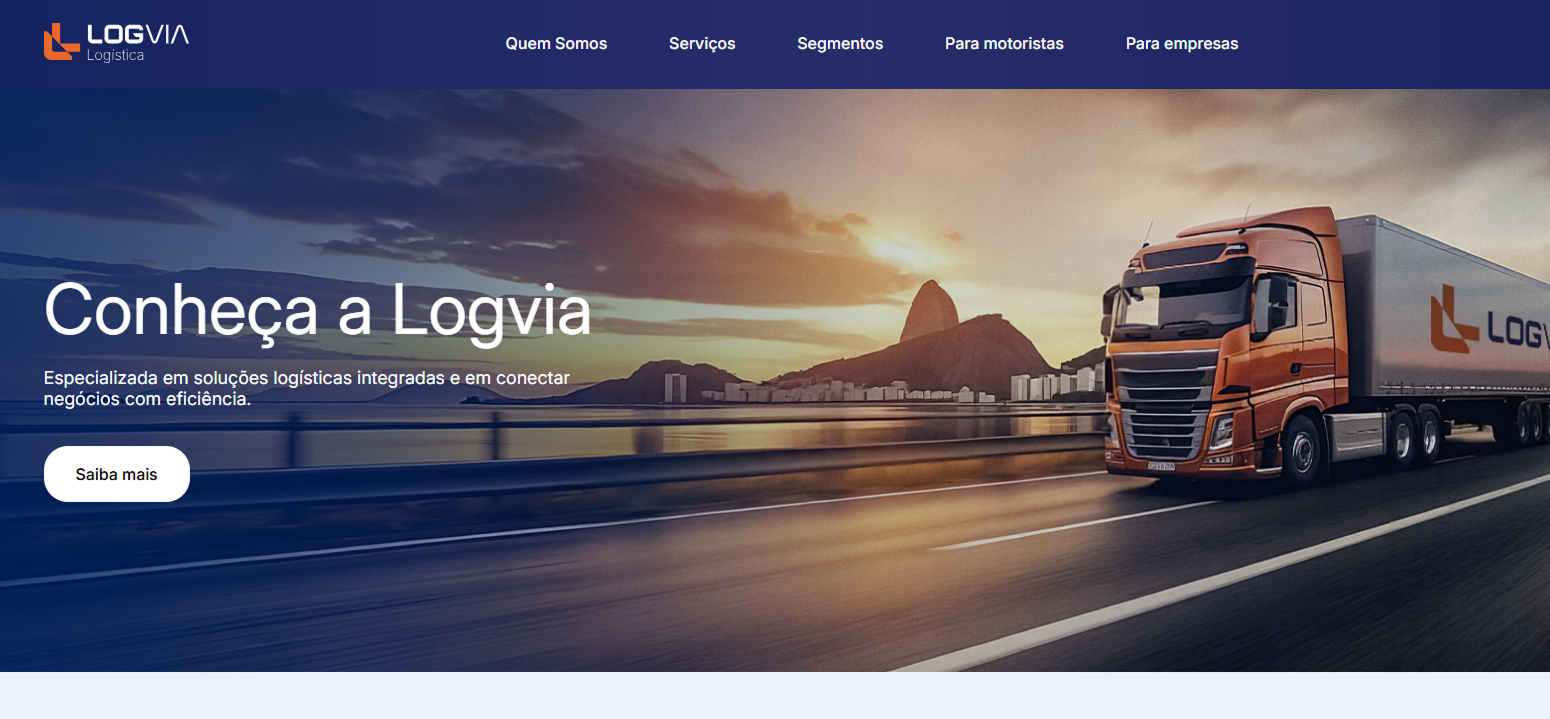 LOGVIA
Logística
Quem Somos
Serviços
Segmentos
Para motoristas
Para empresas
Conheça a Logvia
Especializada em soluções logísticas integradas e em conectar
negócios com eficiência.
Saiba mais
LOGV